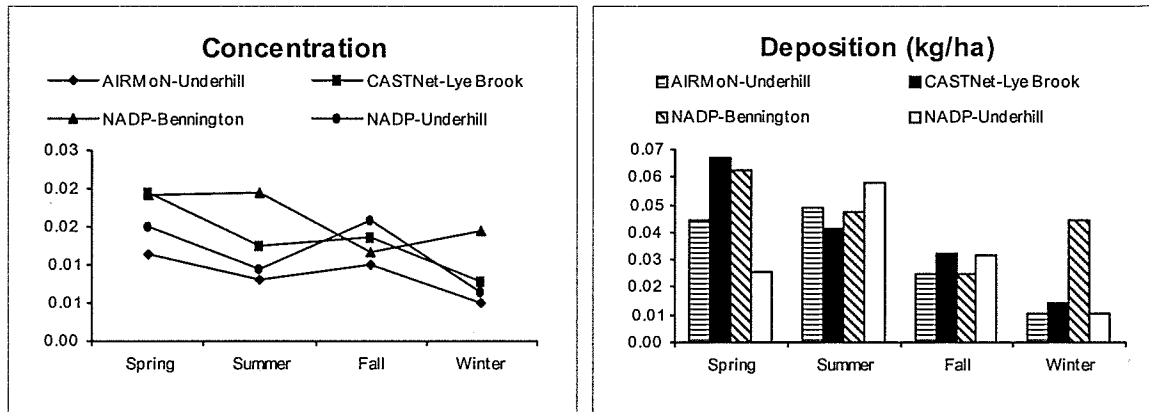 Concentration
AIRMoN-Underhill CASTNet-Lye Brook
NADP-Bennington NADP-Underhill
0.03
0.02
0.02
0.01
0.01
0.00
Spring Summer Fall Winter
Deposition (kg/ha)
AIRMoN-Underhill CASTNet-Lye Brook
NADP-Bennington NADP-Underhill
0.07
0.06
0.05
0.04
0.03
0.02
0.01
0.00
Spring Summer Fall Winter